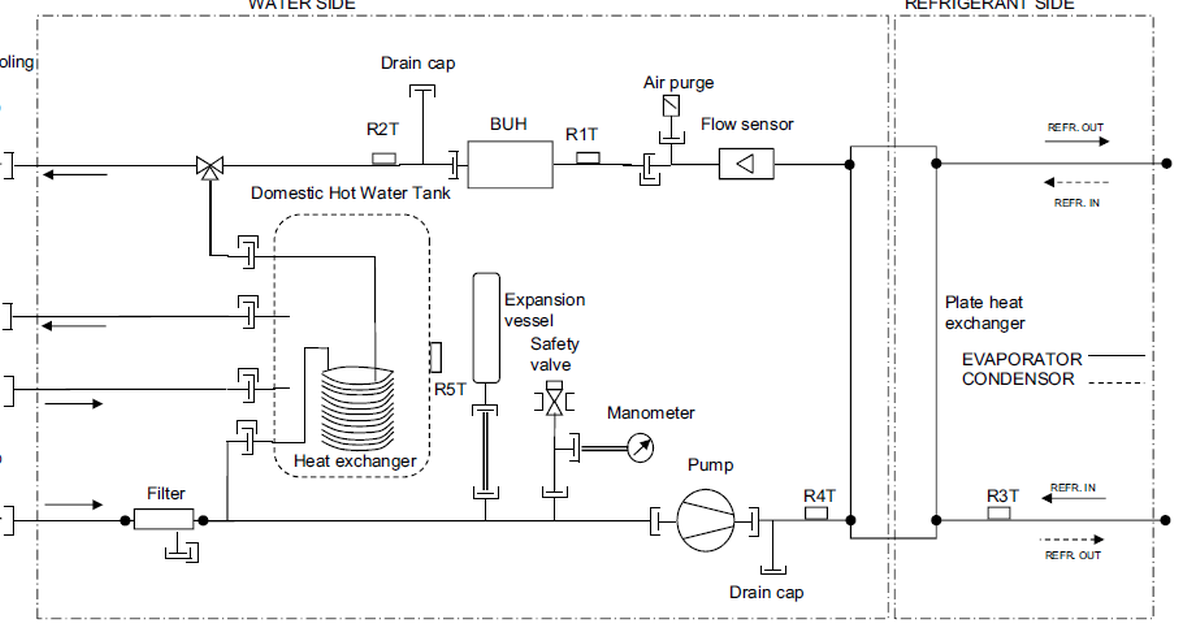 WATER SIDE
REFRIGERANT SIDE
oling
Drain cap
Air purge
R2T
BUH
R1T
Flow sensor
REFR. OUT
REFR. IN
Domestic Hot Water Tank
Expansion
vessel
Safety
valve
Plate heat
exchanger
EVAPORATOR
CONDENSOR
R5T
Manometer
Heat exchanger
Pump
Filter
R4T
R3T
REFR. IN
REFR. OUT
Drain cap